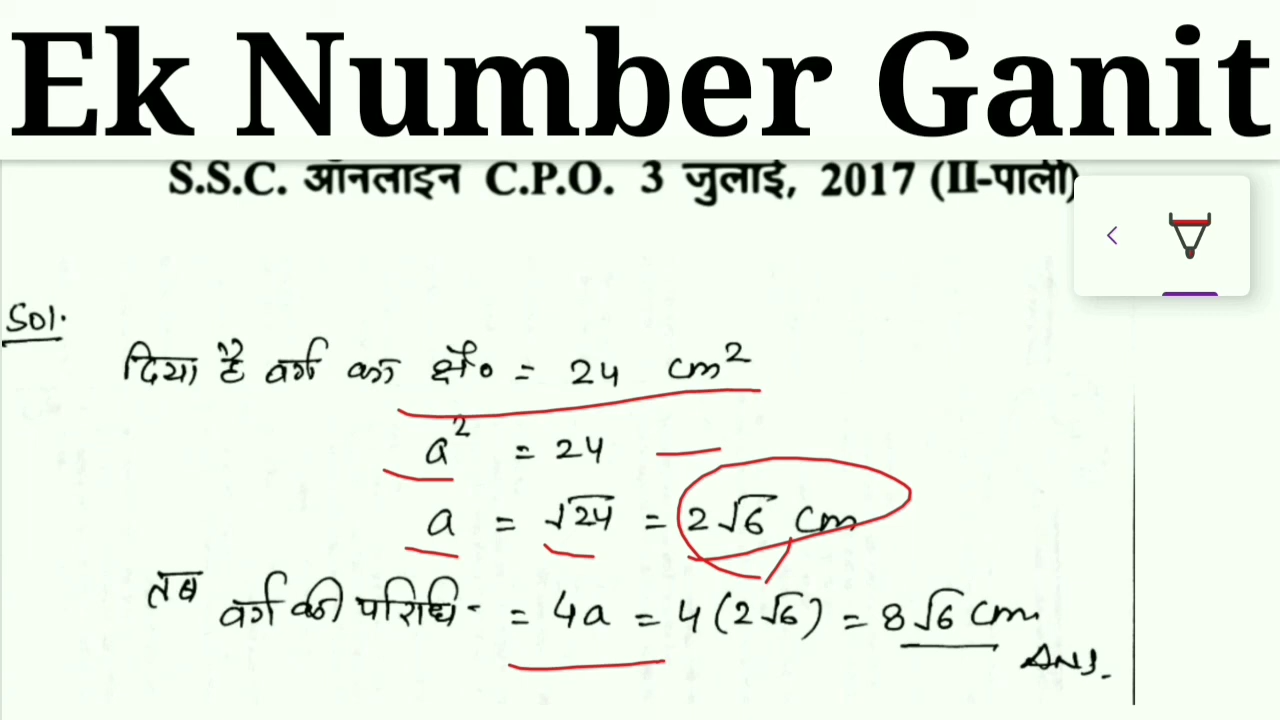 Ek Number Ganit
S.S.C. ऑनलाइन C.P.O. 3 जुलाई, 2017 (II-पाली)
Sol.
दिया है वर्ग का क्षे० = 24 cm²
a² = 24
a = √24 = 2√6 cm
तब वर्ग की परिधि = 4a = 4(2√6) = 8√6 cm
Ans.